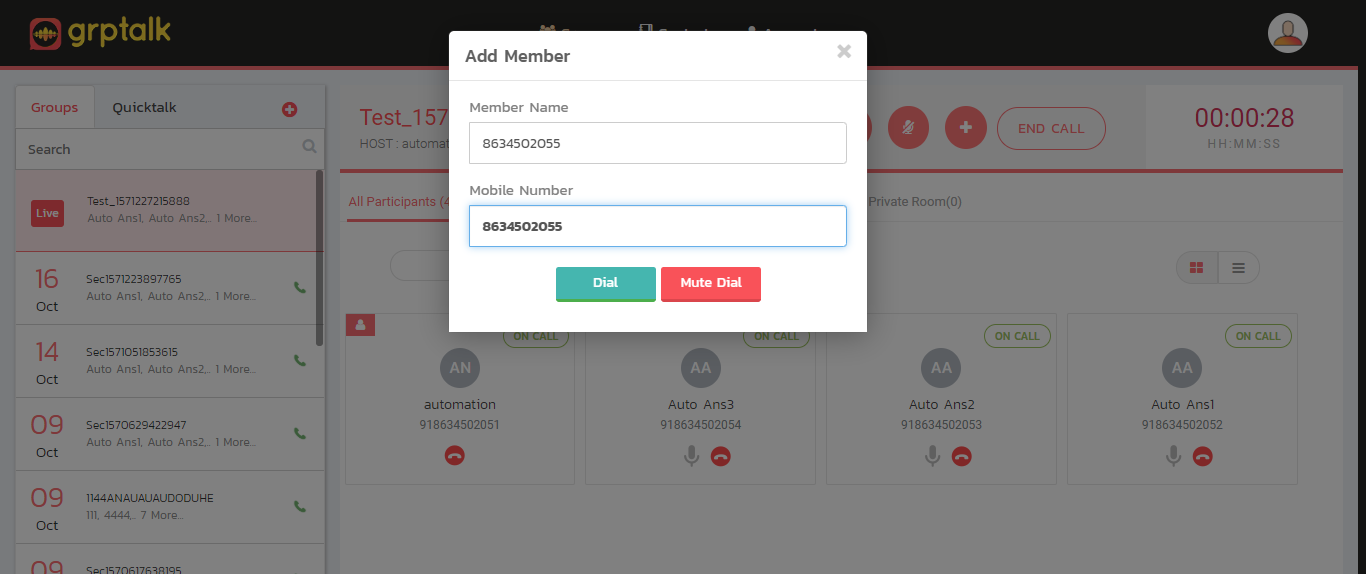 grptalk
Add Member
Groups
Quicktalk
Search
Live
Test_1571227215888
Auto Ans1, Auto Ans2,.. 1 More...
16
Oct
Sec1571223897765
Auto Ans1, Auto Ans2,.. 1 More...
14
Oct
Sec1571051853615
Auto Ans1, Auto Ans2,.. 1 More...
09
Oct
Sec1570629422947
Auto Ans1, Auto Ans2,.. 1 More...
09
Oct
1144ANAUAUAUDODUHE
111, 4444,.. 7 More...
09
Sec1570617638195
Member Name
8634502055
Mobile Number
8634502055
Dial
Mute Dial
Test_157
HOST : automat
END CALL
00:00:28
HH:MM:SS
All Participants (4
Private Room(0)
ON CALL
AN
automation
918634502051
ON CALL
AA
Auto Ans3
918634502054
ON CALL
AA
Auto Ans2
918634502053
ON CALL
AA
Auto Ans1
918634502052